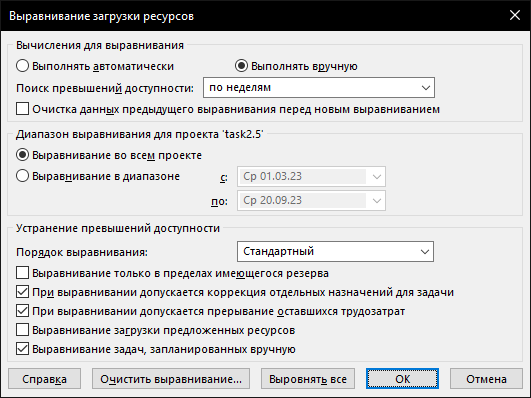 Выравнивание загрузки ресурсов
Вычисления для выравнивания
Выполнять автоматически Выполнять вручную
Поиск превышений доступности: по неделям
Очистка данных предыдущего выравнивания перед новым выравниванием
Диапазон выравнивания для проекта 'task2.5'
Выравнивание во всем проекте
Выравнивание в диапазоне с: Ср 01.03.23
по: Ср 20.09.23
Устранение превышений доступности
Порядок выравнивания: Стандартный
Выравнивание только в пределах имеющегося резерва
При выравнивании допускается коррекция отдельных назначений для задачи
При выравнивании допускается прерывание оставшихся трудозатрат
Выравнивание загрузки предложенных ресурсов
Выравнивание задач, запланированных вручную
Справка Очистить выравнивание... Выровнять все ОК Отмена